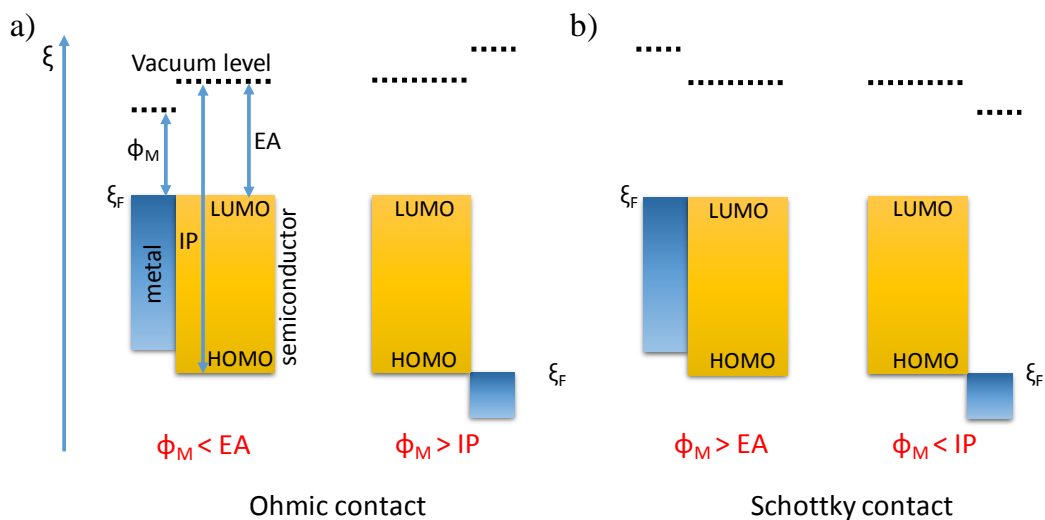 a)
b)
ξ
Vacuum level
ϕM
EA
ξF
LUMO
IP
metal
semiconductor
HOMO
LUMO
HOMO
ξF
ξF
LUMO
HOMO
LUMO
HOMO
ξF
ϕM < EA
ϕM > IP
ϕM > EA
ϕM < IP
Ohmic contact
Schottky contact